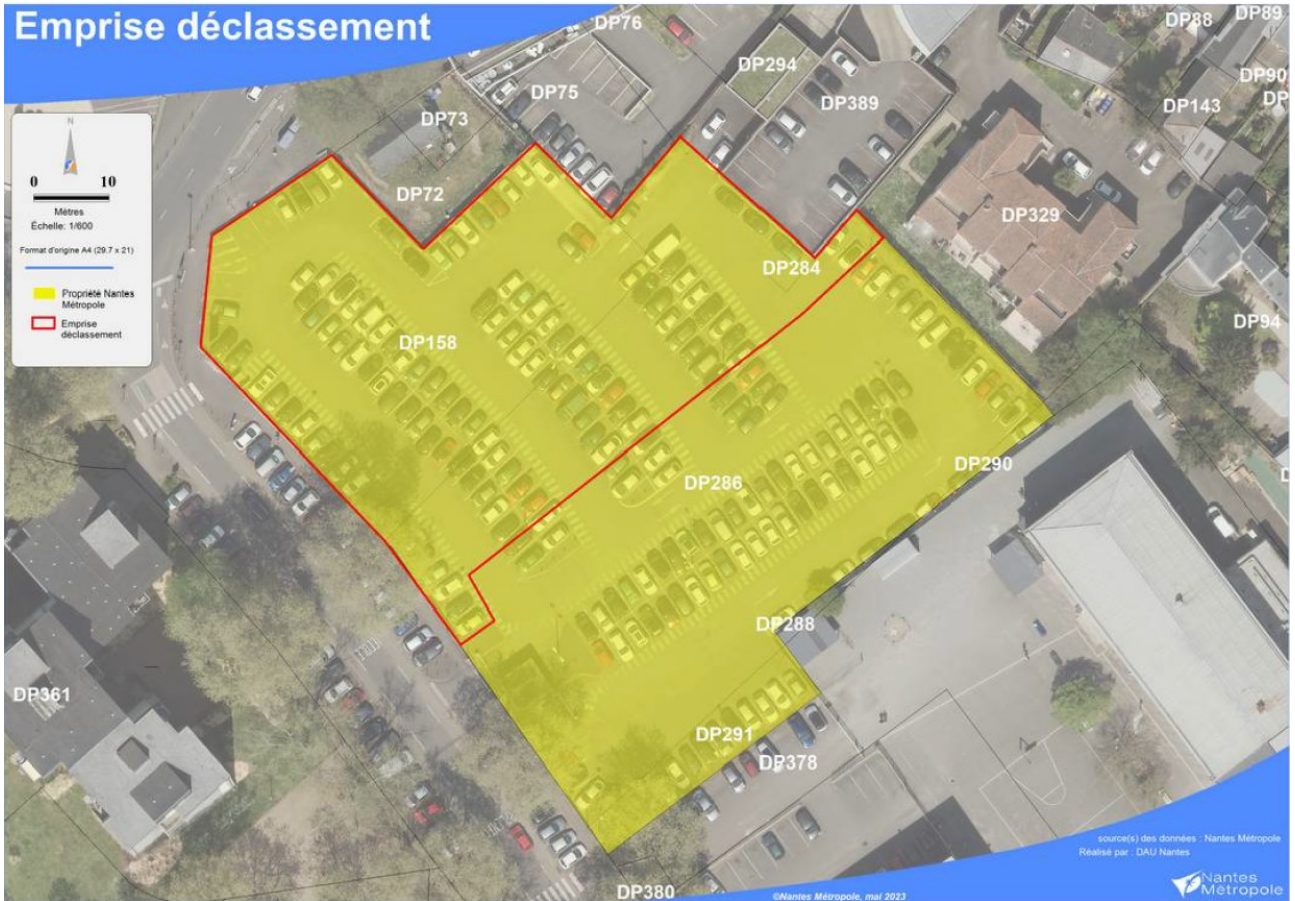 Emprise déclassement
N
0 10
Mètres
Échelle: 1/600
Format d'origine A4 (29.7 x 21)
Propriété Nantes
Métropole
Emprise
déclassement
DP76
DP88
DP89
DP294
DP75
DP389
DP90
DP143
DP
DP73
DP72
DP329
DP284
DP94
DP158
DP286
DP290
DP288
DP361
DP291
DP378
DP380
source(s) des données : Nantes Métropole
Réalisé par : DAU Nantes
©Nantes Métropole, mai 2023
Nantes
Métropole